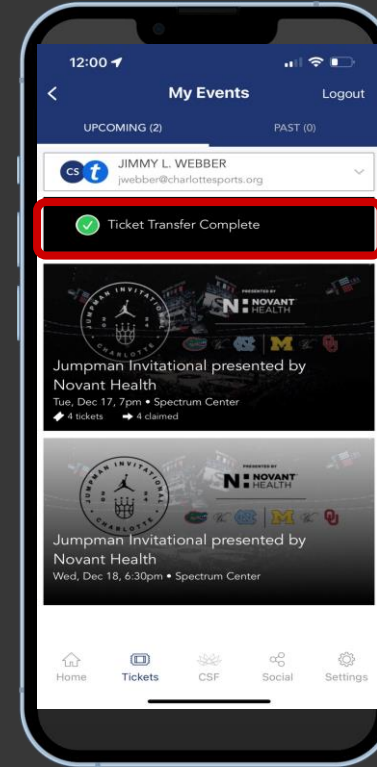 12:00
My Events
Logout
UPCOMING (2)
PAST (0)
CS t
JIMMY L. WEBBER
jwebber@charlottesports.org
Ticket Transfer Complete
INVITATIONAL
CHARLOTTE
PRESENTED BY
N NOVANT
HEALTH
Jumpman Invitational presented by
Novant Health
Tue, Dec 17, 7pm • Spectrum Center
4 tickets 4 claimed
INVITATIONAL
20 24
CHARLOTTE
PRESENTED BY
N NOVANT
HEALTH
Jumpman Invitational presented by
Novant Health
Wed, Dec 18, 6:30pm • Spectrum Center
Home
Tickets
CSF
Social
Settings